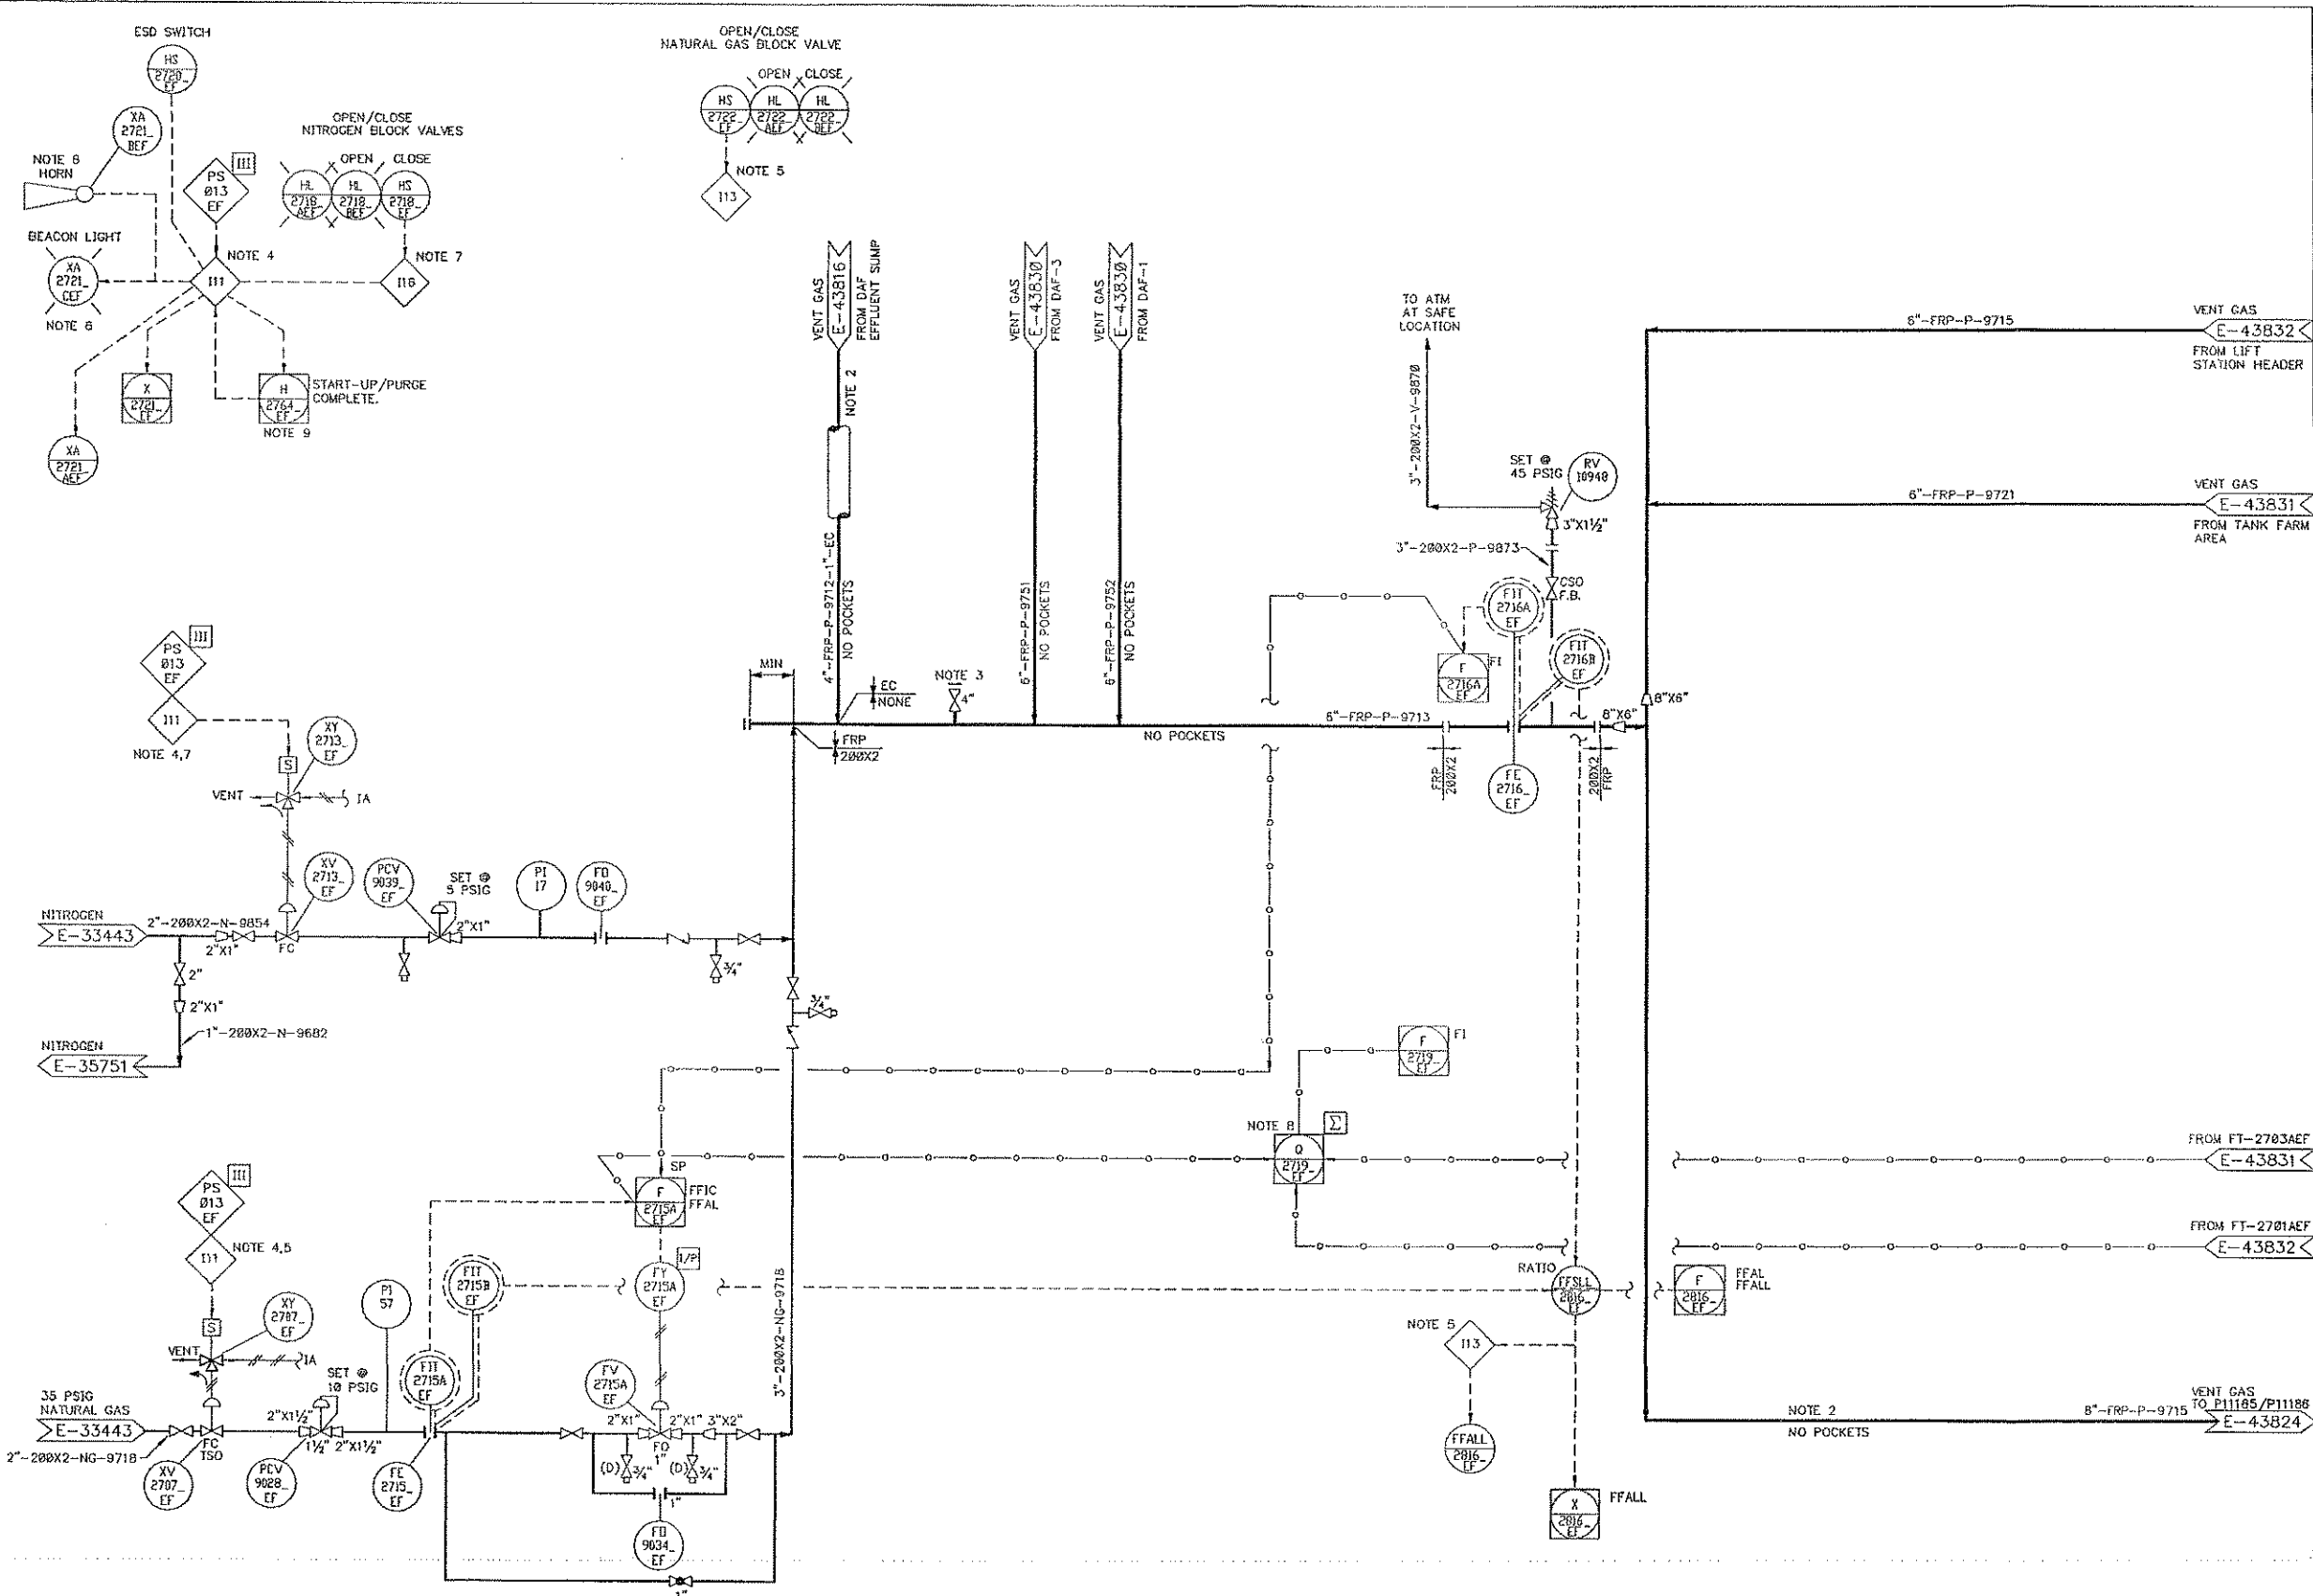 ESD SWITCH
HS
2720_
EF
XA
2721_
BEF
NOTE 6
HORN
PS
013
EF
III
OPEN/CLOSE
NITROGEN BLOCK VALVES
OPEN
CLOSE
HL
2718_
AEF
HL
2718_
BEF
HS
2718_
EF
BEACON LIGHT
XA
2721_
CEF
NOTE 6
NOTE 4
I11
NOTE 7
I16
X
2721_
EF
H
2764_
EF
START-UP/PURGE
COMPLETE.
NOTE 9
XA
2721_
AEF
OPEN/CLOSE
NATURAL GAS BLOCK VALVE
OPEN
CLOSE
HS
2722_
EF
HL
2722_
AEF
HL
2722_
BEF
NOTE 5
I13
VENT GAS
E-43816
FROM DAF
EFFLUENT SUMP
NOTE 2
4"-FRP-P-9712-1"-EC
NO POCKETS
VENT GAS
E-43830
FROM DAF-3
6"-FRP-P-9751
NO POCKETS
VENT GAS
E-43830
FROM DAF-1
6"-FRP-P-9752
NO POCKETS
TO ATM
AT SAFE
LOCATION
3"-200X2-V-9870
SET @
45 PSIG
RV
10940
3"X1½"
3"-200X2-P-9873
CSO
F.B.
6"-FRP-P-9715
VENT GAS
E-43832
FROM LIFT
STATION HEADER
6"-FRP-P-9721
VENT GAS
E-43831
FROM TANK FARM
AREA
FIT
2716A
EF
FIT
2716B
EF
F
2716A
EF
FI
MIN
EC
NONE
NOTE 3
4"
FRP
200X2
6"-FRP-P-9713
NO POCKETS
FRP
200X2
FE
2716_
EF
200X2
FRP
8"X6"
8"X6"
PS
013
EF
III
I11
NOTE 4,7
XY
2713_
EF
S
VENT
IA
XV
2713_
EF
FC
PCV
9039_
EF
SET @
5 PSIG
2"X1"
PI
17
FO
9040_
EF
¾"
NITROGEN
E-33443
2"-200X2-N-9854
2"X1"
2"
2"X1"
1"-200X2-N-9682
NITROGEN
E-35751
¾"
3"-200X2-NG-9718
F
2719_
EF
FI
NOTE 8
Σ
Q
2719_
EF
FROM FT-2703AEF
E-43831
FROM FT-2701AEF
E-43832
SP
F
2715A
EF
FFIC
FFAL
I/P
FY
2715A
EF
FIT
2715B
EF
FIT
2715A
EF
FV
2715A
EF
PI
57
PS
013
EF
III
I11
NOTE 4,5
XY
2707_
EF
S
VENT
IA
35 PSIG
NATURAL GAS
E-33443
2"-200X2-NG-9718
FC
TSO
XV
2707_
EF
2"X1½"
SET @
10 PSIG
1½"
2"X1½"
PCV
9028_
EF
FE
2715_
EF
2"X1"
FO
1"
2"X1"
3"X2"
(D)
¾"
(D)
¾"
1"
FO
9034_
EF
1"
RATIO
FFSLL
2816_
EF
F
2816_
EF
FFAL
FFALL
NOTE 5
I13
FFALL
2816_
EF
X
2816_
EF
FFALL
NOTE 2
NO POCKETS
8"-FRP-P-9715
VENT GAS
TO P11185/P11186
E-43824